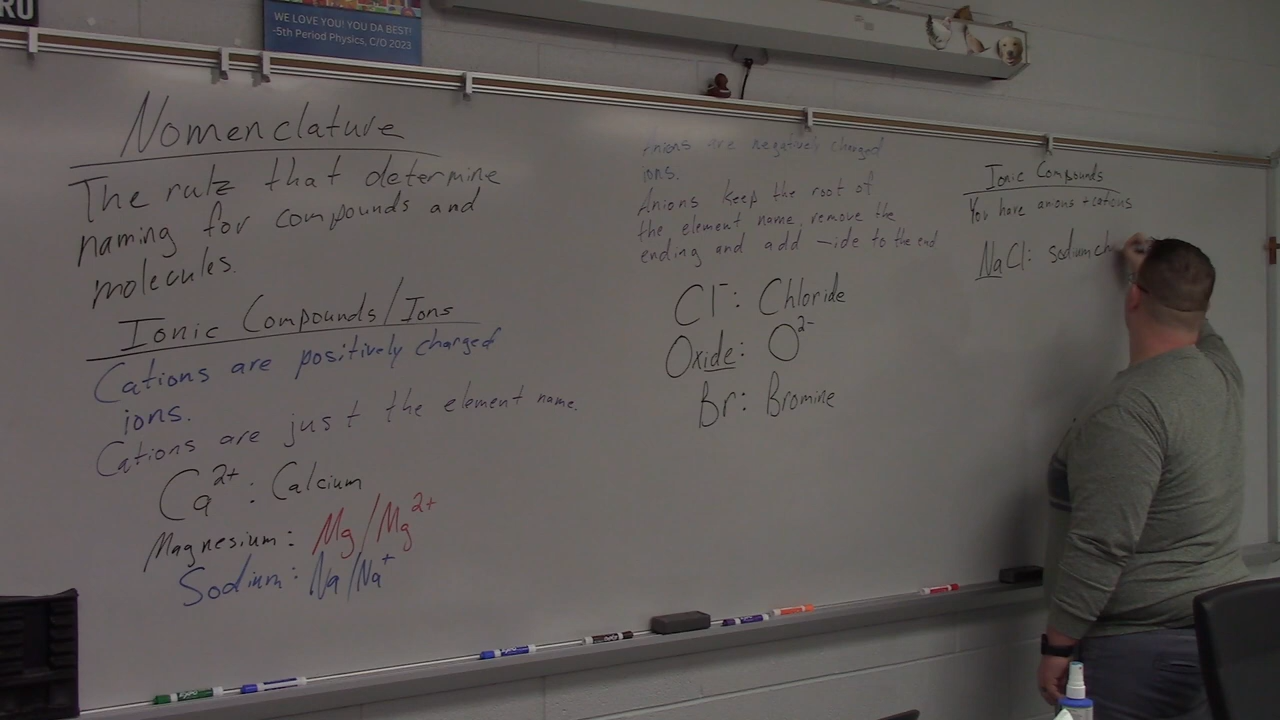 RU
WE LOVE YOU! YOU DA BEST!
-5th Period Physics, C/O 2023
Nomenclature
The rule that determine
naming for compounds and
molecules.
Ionic Compounds/Ions
Cations are positively charged
ions.
Cations are just the element name.
Ca²⁺: Calcium
Magnesium: Mg/Mg²⁺
Sodium: Na/Na⁺
Anions are negatively charged
ions.
Anions keep the root of
the element name, remove the
ending and add -ide to the end
Cl⁻: Chloride
Oxide: O²⁻
Br: Bromine
Ionic Compounds
You have anions + cations
NaCl: sodium ch